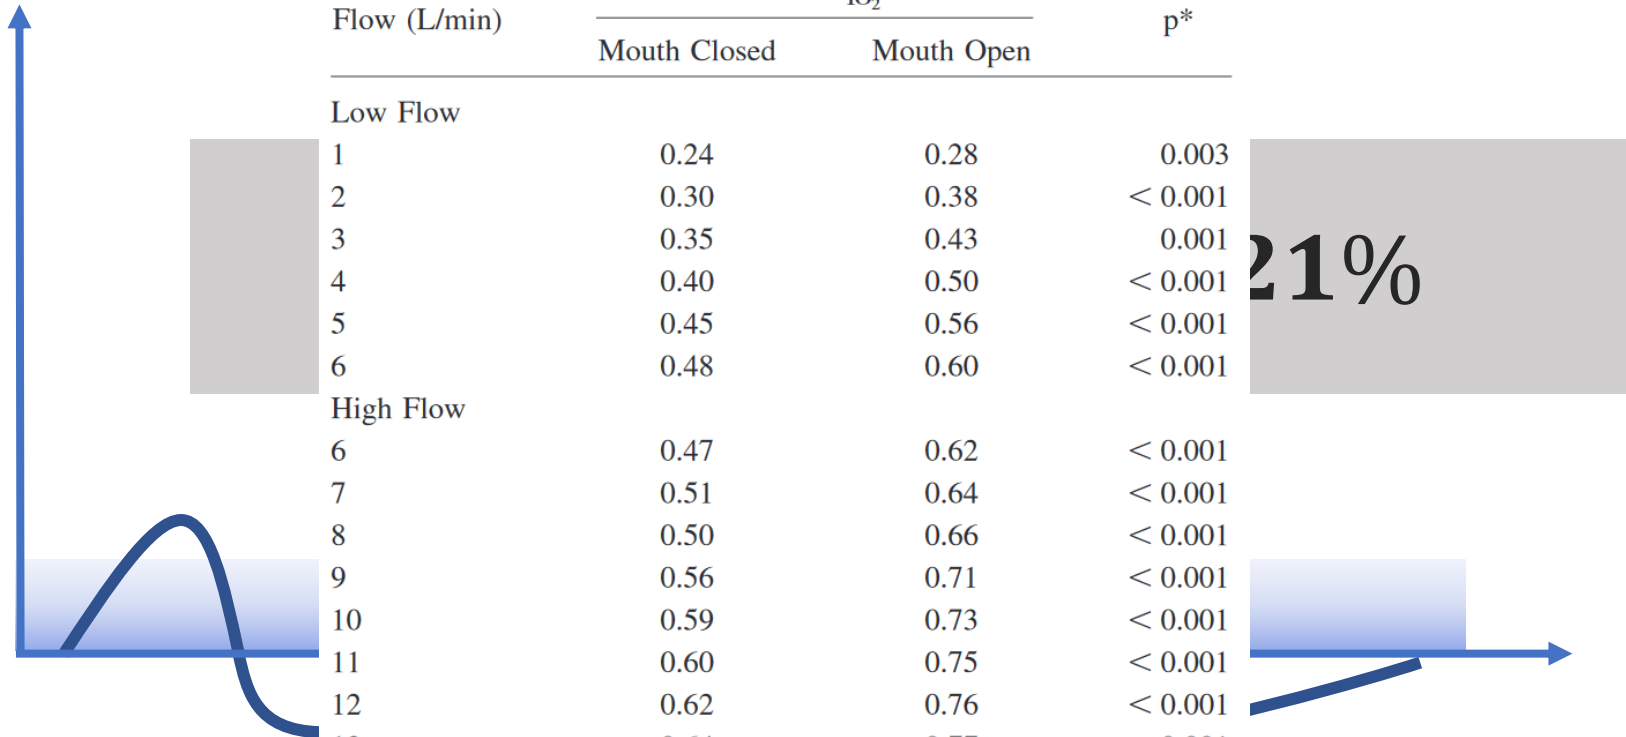 Flow (L/min) p*
Mouth Closed Mouth Open
Low Flow
1 0.24 0.28 0.003
2 0.30 0.38 < 0.001
3 0.35 0.43 0.001
4 0.40 0.50 < 0.001
5 0.45 0.56 < 0.001
6 0.48 0.60 < 0.001
21%
High Flow
6 0.47 0.62 < 0.001
7 0.51 0.64 < 0.001
8 0.50 0.66 < 0.001
9 0.56 0.71 < 0.001
10 0.59 0.73 < 0.001
11 0.60 0.75 < 0.001
12 0.62 0.76 < 0.001